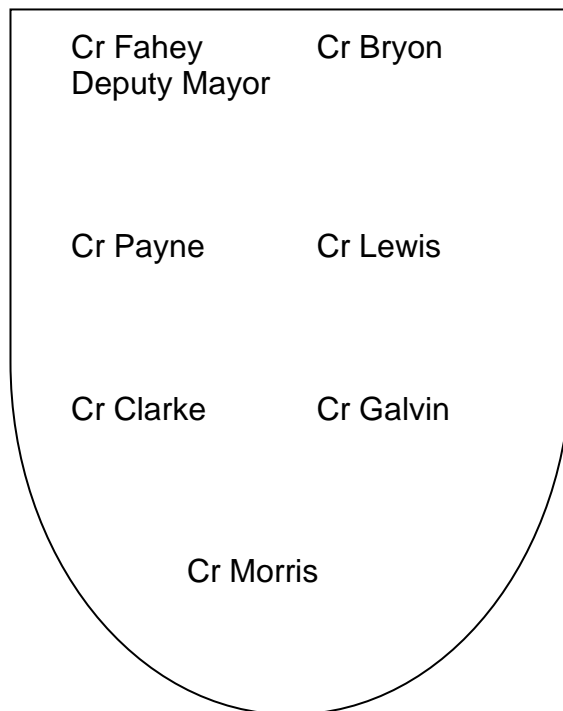 Cr Fahey
Deputy Mayor
Cr Bryon
Cr Payne
Cr Lewis
Cr Clarke
Cr Galvin
Cr Morris